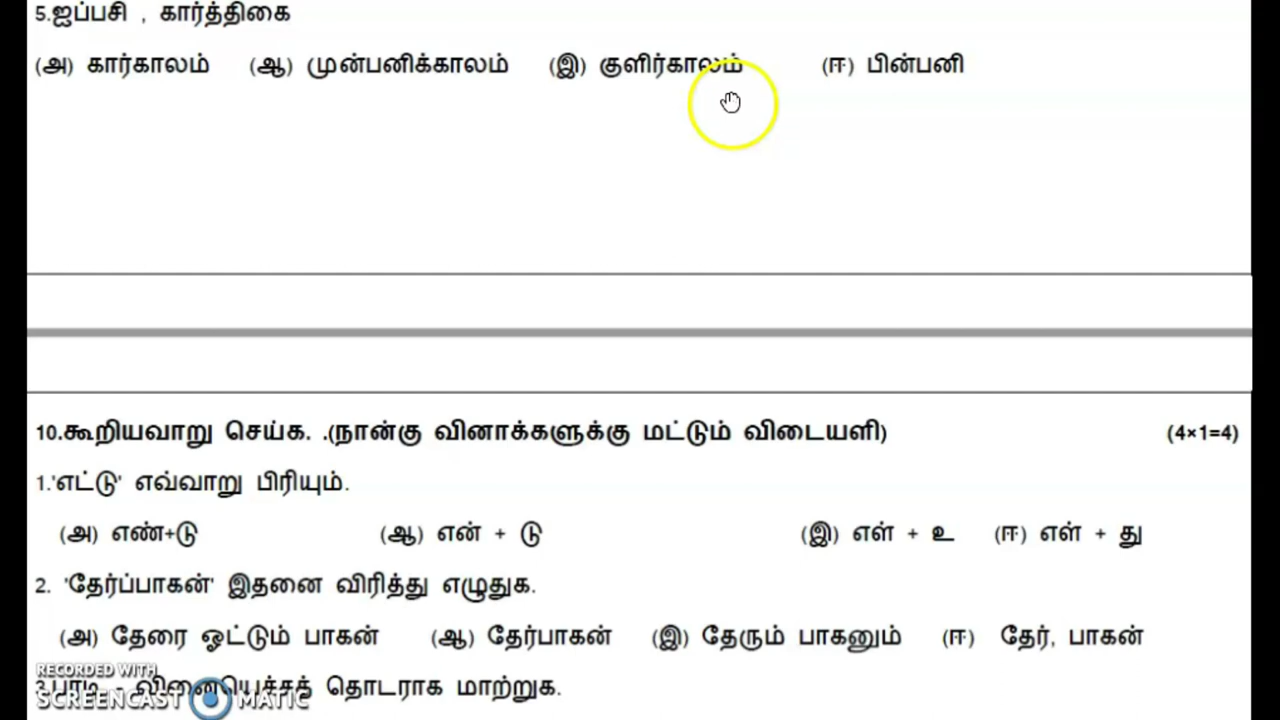 5.ஐப்பசி , கார்த்திகை
(அ) கார்காலம் (ஆ) முன்பனிக்காலம் (இ) குளிர்காலம் (ஈ) பின்பனி
10.கூறியவாறு செய்க. .(நான்கு வினாக்களுக்கு மட்டும் விடையளி) (4×1=4)
1.'எட்டு' எவ்வாறு பிரியும்.
(அ) எண்+டு (ஆ) என் + டு (இ) எள் + உ (ஈ) எள் + து
2. 'தேர்ப்பாகன்' இதனை விரித்து எழுதுக.
(அ) தேரை ஓட்டும் பாகன் (ஆ) தேர்பாகன் (இ) தேரும் பாகனும் (ஈ) தேர், பாகன்
3.பாடி - வினையெச்சத் தொடராக மாற்றுக.
RECORDED WITH
SCREENCAST MATIC